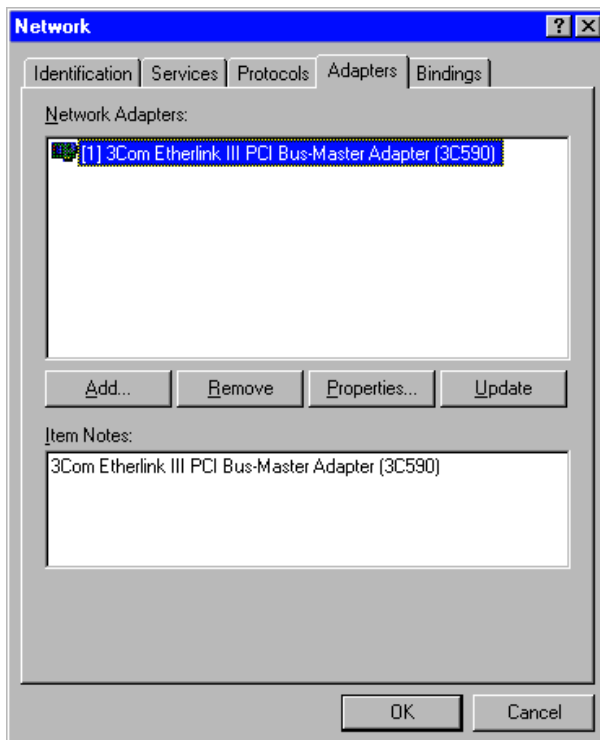 Network
Identification Services Protocols Adapters Bindings
Network Adapters:
[1] 3Com Etherlink III PCI Bus-Master Adapter (3C590)
Add... Remove Properties... Update
Item Notes:
3Com Etherlink III PCI Bus-Master Adapter (3C590)
OK Cancel